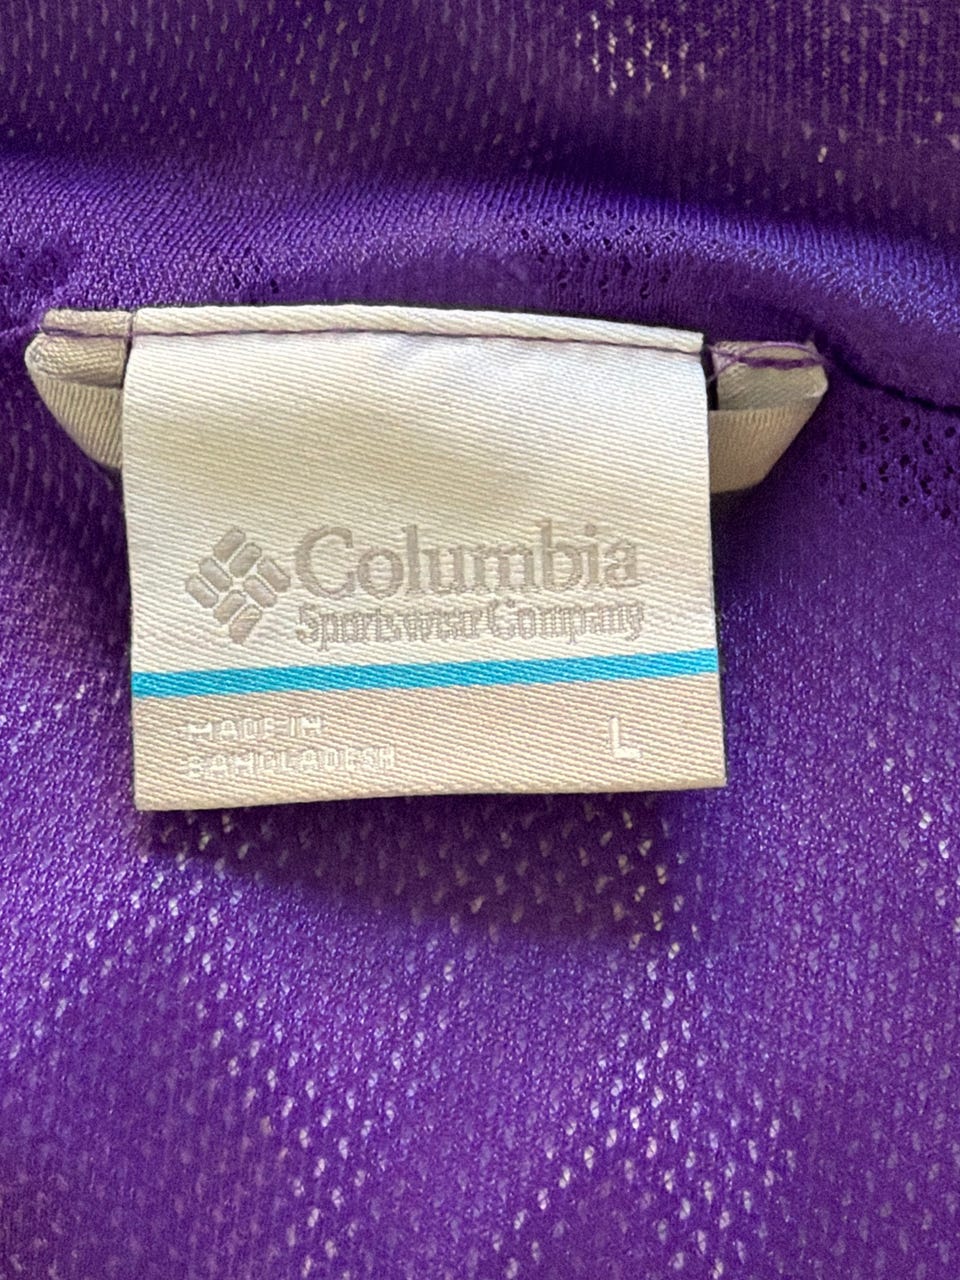 Columbia
Sportswear Company
MADE IN
BANGLADESH
L